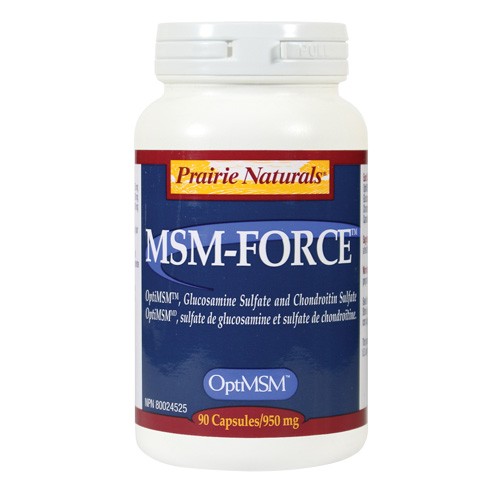 Prairie Naturals®
MSM-FORCE™
OptiMSM™, Glucosamine Sulfate and Chondroitin Sulfate
OptiMSM^MD, sulfate de glucosamine et sulfate de chondroïtine.
OptiMSM™
NPN 80024525
90 Capsules/950 mg